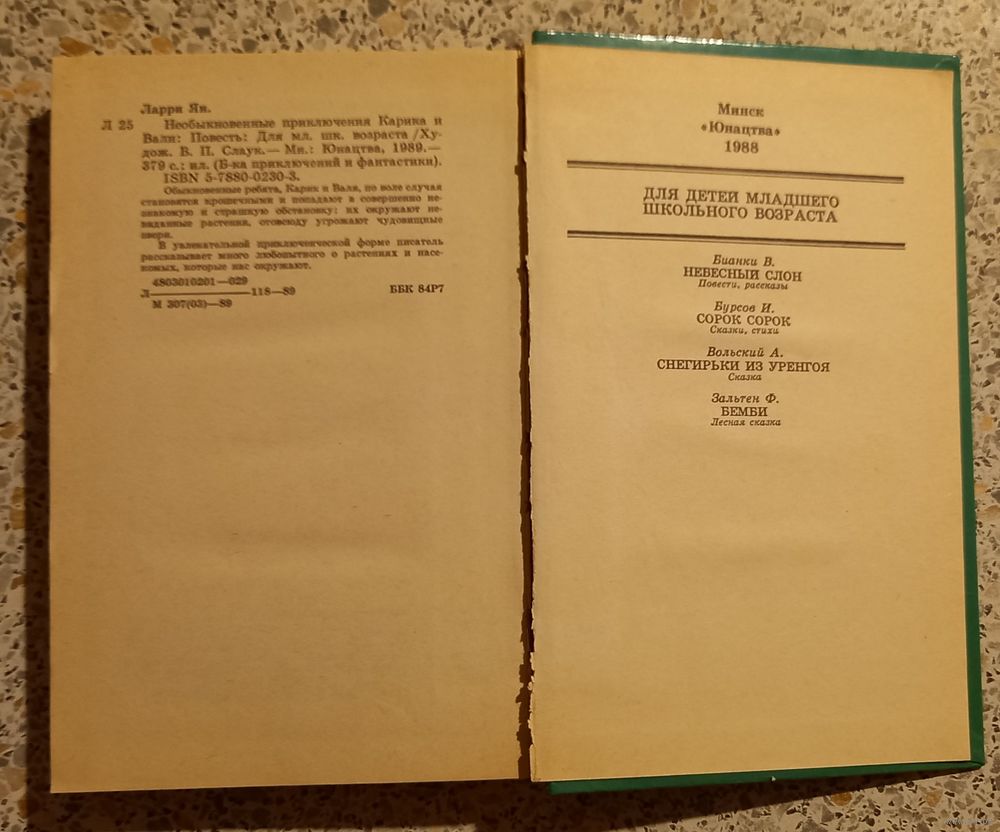 Ларри Ян.
Л 25 Необыкновенные приключения Карика и
Вали: Повесть: Для мл. шк. возраста /Ху-
дож. В. П. Слаук.— Мн.: Юнацтва, 1989.—
379 с.: ил. (Б-ка приключений и фантастики).
ISBN 5-7880-0230-3.
Обыкновенные ребята, Карик и Валя, по воле случая
становятся крошечными и попадают в совершенно не-
знакомую и страшную обстановку: их окружают не-
виданные растения, отовсюду угрожают чудовищные
звери.
В увлекательной приключенческой форме писатель
рассказывает много любопытного о растениях и насе-
комых, которые нас окружают.
4803010201—029
Л————118—89 ББК 84Р7
М 307(03)—89
Минск
«Юнацтва»
1988
ДЛЯ ДЕТЕЙ МЛАДШЕГО
ШКОЛЬНОГО ВОЗРАСТА
Бианки В.
НЕБЕСНЫЙ СЛОН
Повести, рассказы
Бурсов И.
СОРОК СОРОК
Сказки, стихи
Вольский А.
СНЕГИРЬКИ ИЗ УРЕНГОЯ
Сказка
Зальтен Ф.
БЕМБИ
Лесная сказка